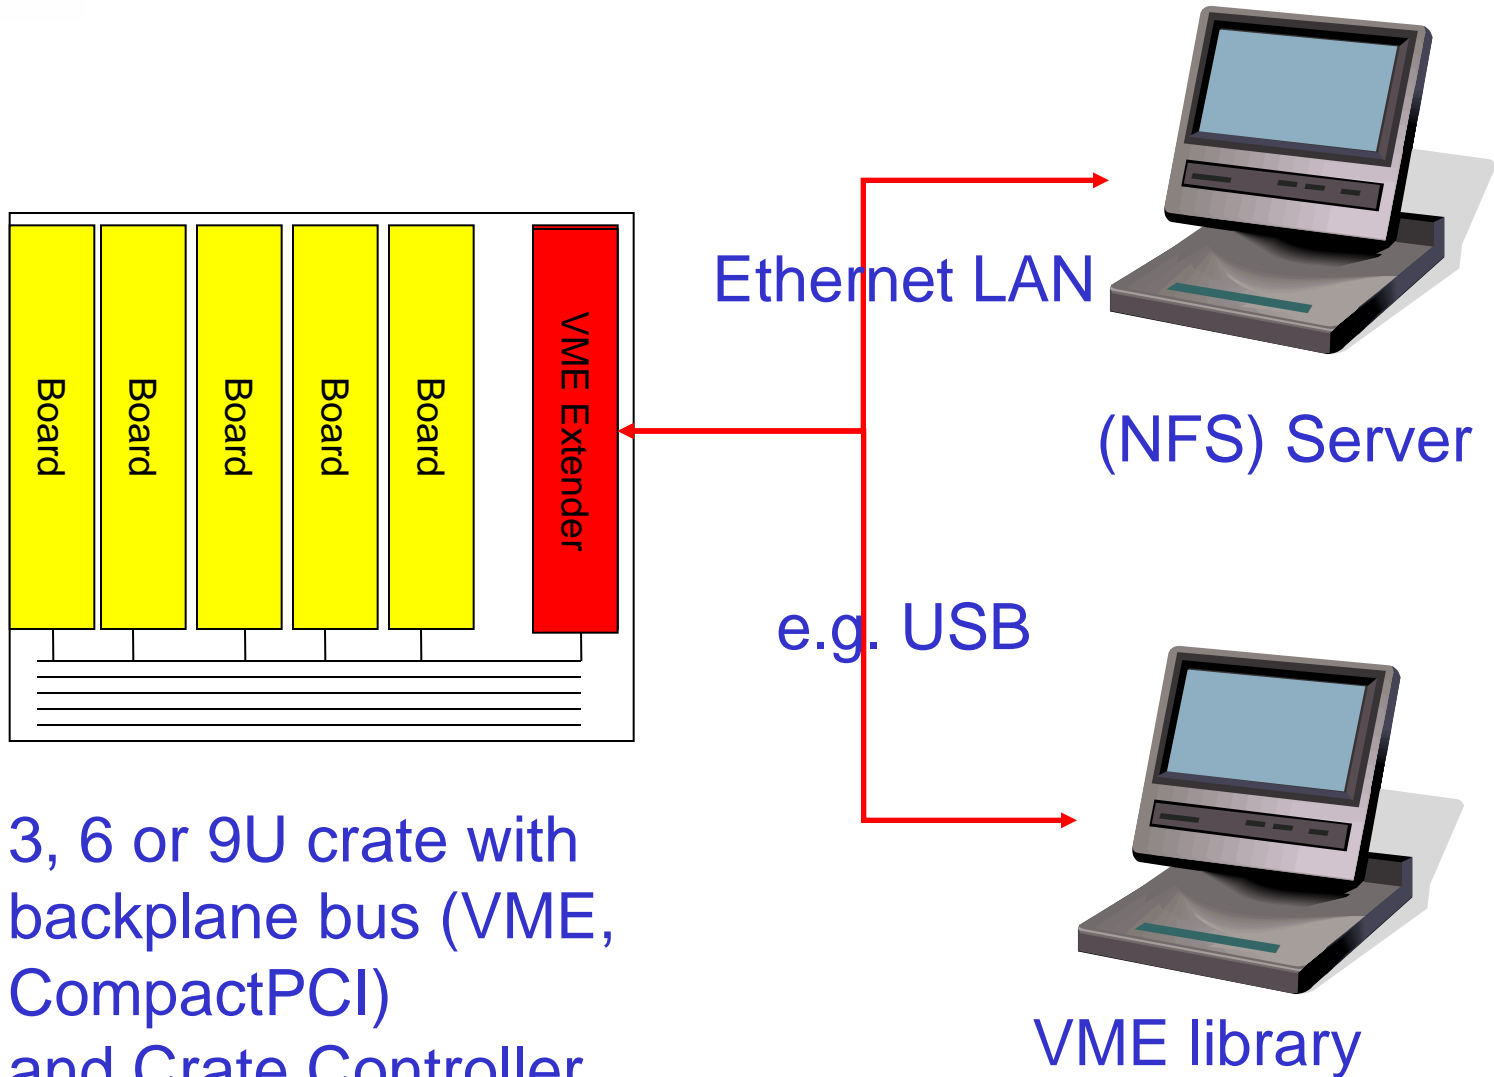 Ethernet LAN
Board
Board
Board
Board
Board
VME Extender
(NFS) Server
e.g. USB
3, 6 or 9U crate with
backplane bus (VME,
CompactPCI)
and Crate Controller
VME library